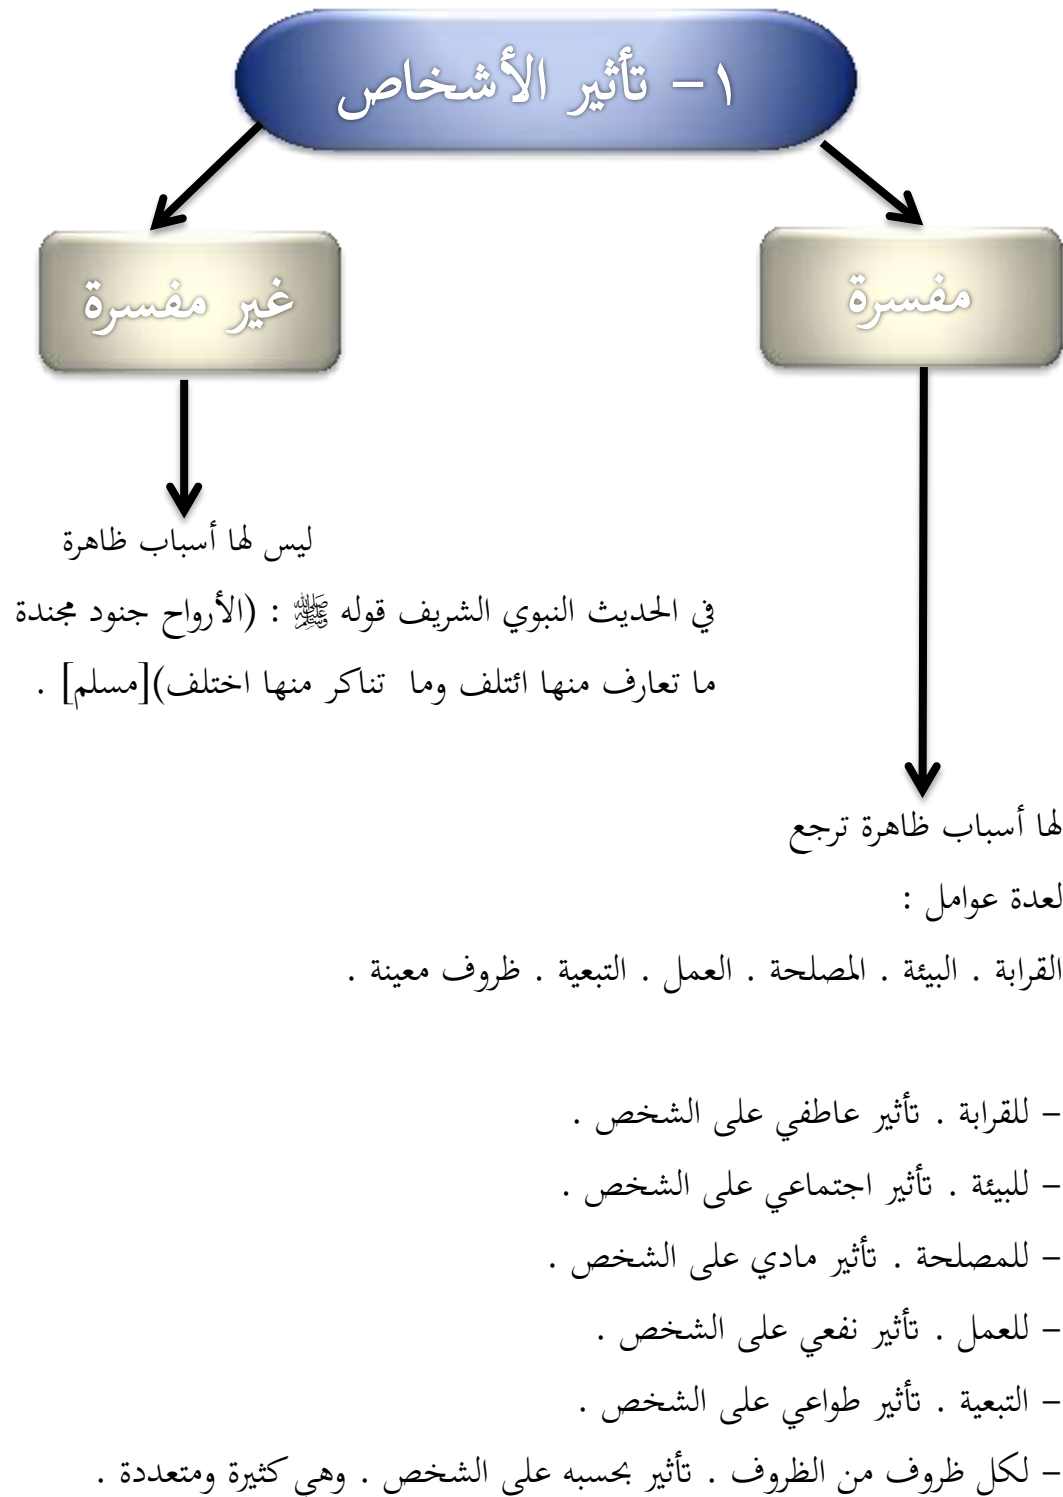 ١- تأثير الأشخاص
مفسرة
غير مفسرة
ليس لها أسباب ظاهرة
في الحديث النبوي الشريف قوله ﷺ : (الأرواح جنود مجندة
ما تعارف منها ائتلف وما تناكر منها اختلف)[مسلم] .
لها أسباب ظاهرة ترجع
لعدة عوامل :
القرابة . البيئة . المصلحة . العمل . التبعية . ظروف معينة .
- للقرابة . تأثير عاطفي على الشخص .
- للبيئة . تأثير اجتماعي على الشخص .
- للمصلحة . تأثير مادي على الشخص .
- للعمل . تأثير نفعي على الشخص .
- التبعية . تأثير طواعي على الشخص .
- لكل ظروف من الظروف . تأثير بحسبه على الشخص . وهى كثيرة ومتعددة .